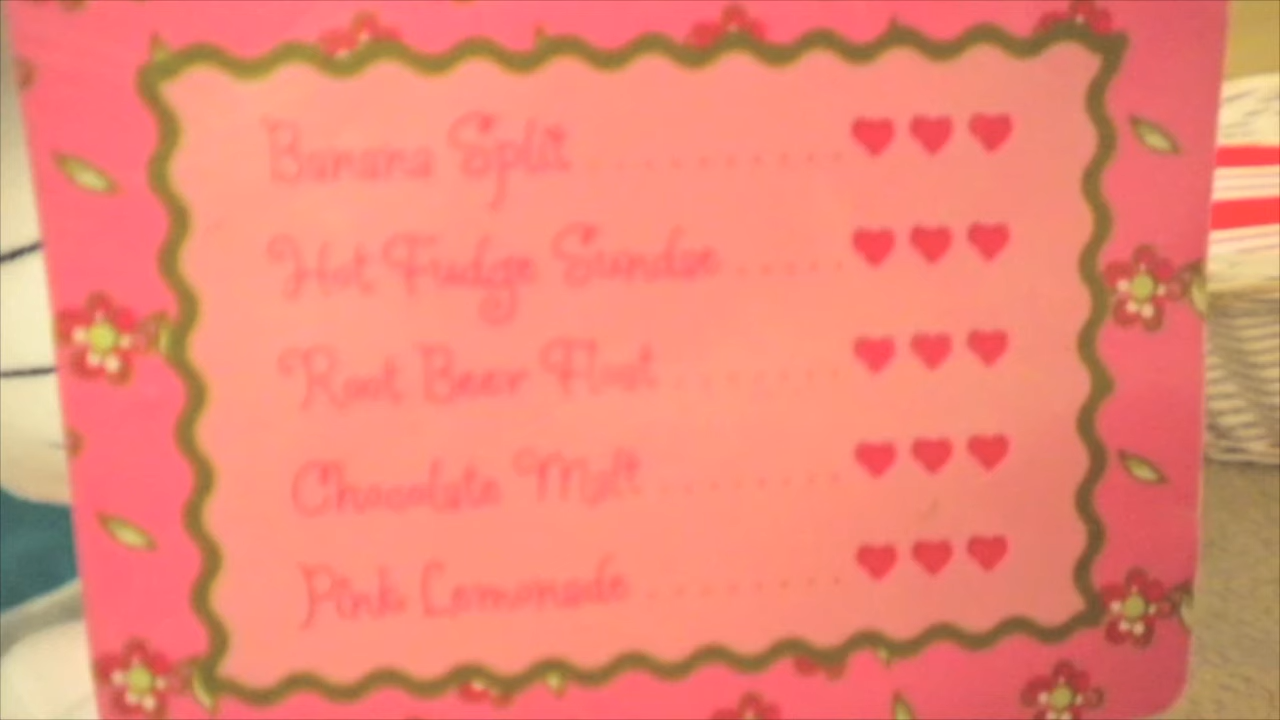 Banana Split
Hot Fudge Sundae
Root Beer Float
Chocolate Malt
Pink Lemonade